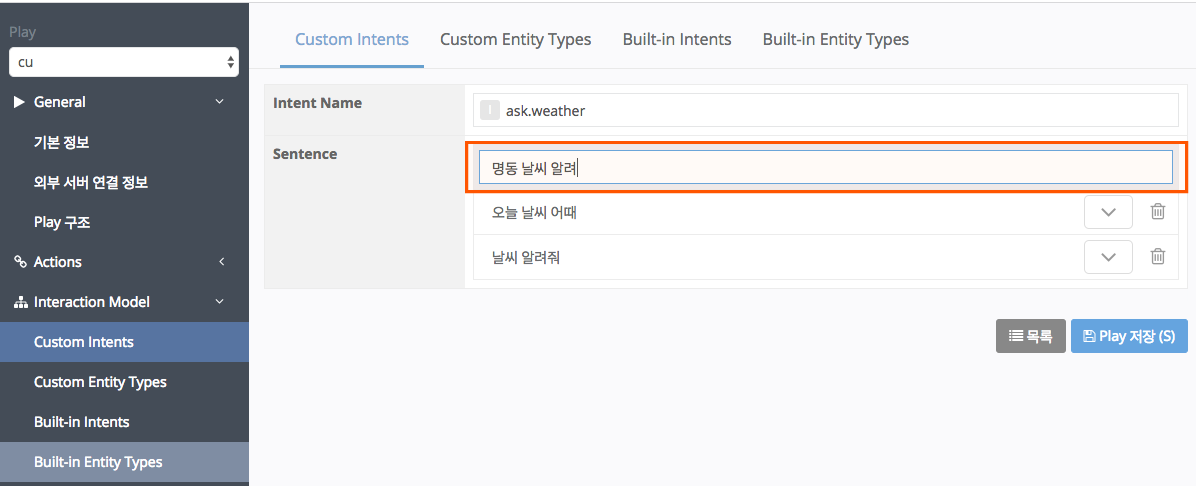 Play
cu
General
기본 정보
외부 서버 연결 정보
Play 구조
Actions
Interaction Model
Custom Intents
Custom Entity Types
Built-in Intents
Built-in Entity Types
Custom Intents Custom Entity Types Built-in Intents Built-in Entity Types
Intent Name
I ask.weather
Sentence
명동 날씨 알려
오늘 날씨 어때
날씨 알려줘
목록 Play 저장 (S)